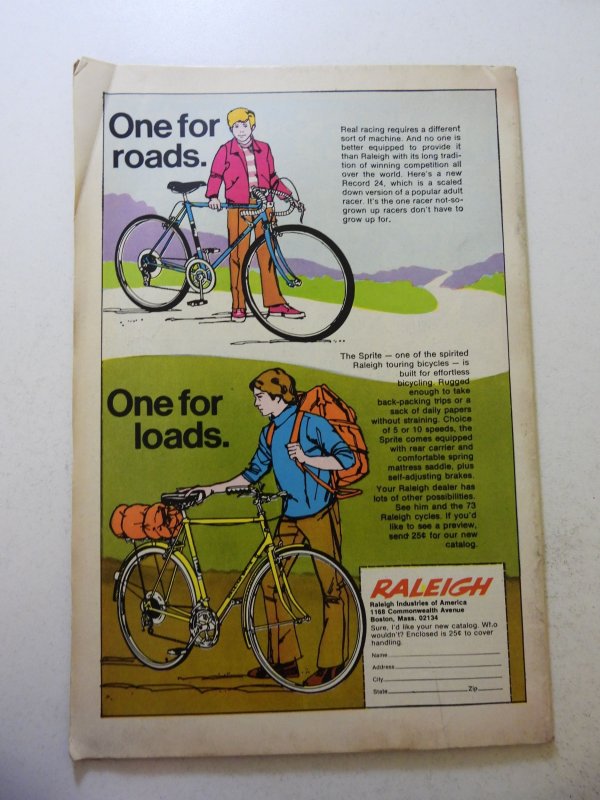 One for
roads.
Real racing requires a different
sort of machine. And no one is
better equipped to provide it
than Raleigh with its long tradi-
tion of winning competition all
over the world. Here's a new
Record 24, which is a scaled
down version of a popular adult
racer. It's the one racer not-so-
grown up racers don't have to
grow up for.
The Sprite — one of the spirited
Raleigh touring bicycles — is
built for effortless
bicycling. Rugged
enough to take
back-packing trips or a
sack of daily papers
without straining. Choice
of 5 or 10 speeds, the
Sprite comes equipped
with rear carrier and
comfortable spring
mattress saddle, plus
self-adjusting brakes.
Your Raleigh dealer has
lots of other possibilities.
See him and the 73
Raleigh cycles. If you'd
like to see a preview,
send 25¢ for our new
catalog.
One for
loads.
RALEIGH
Raleigh Industries of America
1168 Commonwealth Avenue
Boston, Mass. 02134
Sure, I'd like your new catalog. Who
wouldn't? Enclosed is 25¢ to cover
handling.
Name
Address
City
State Zip